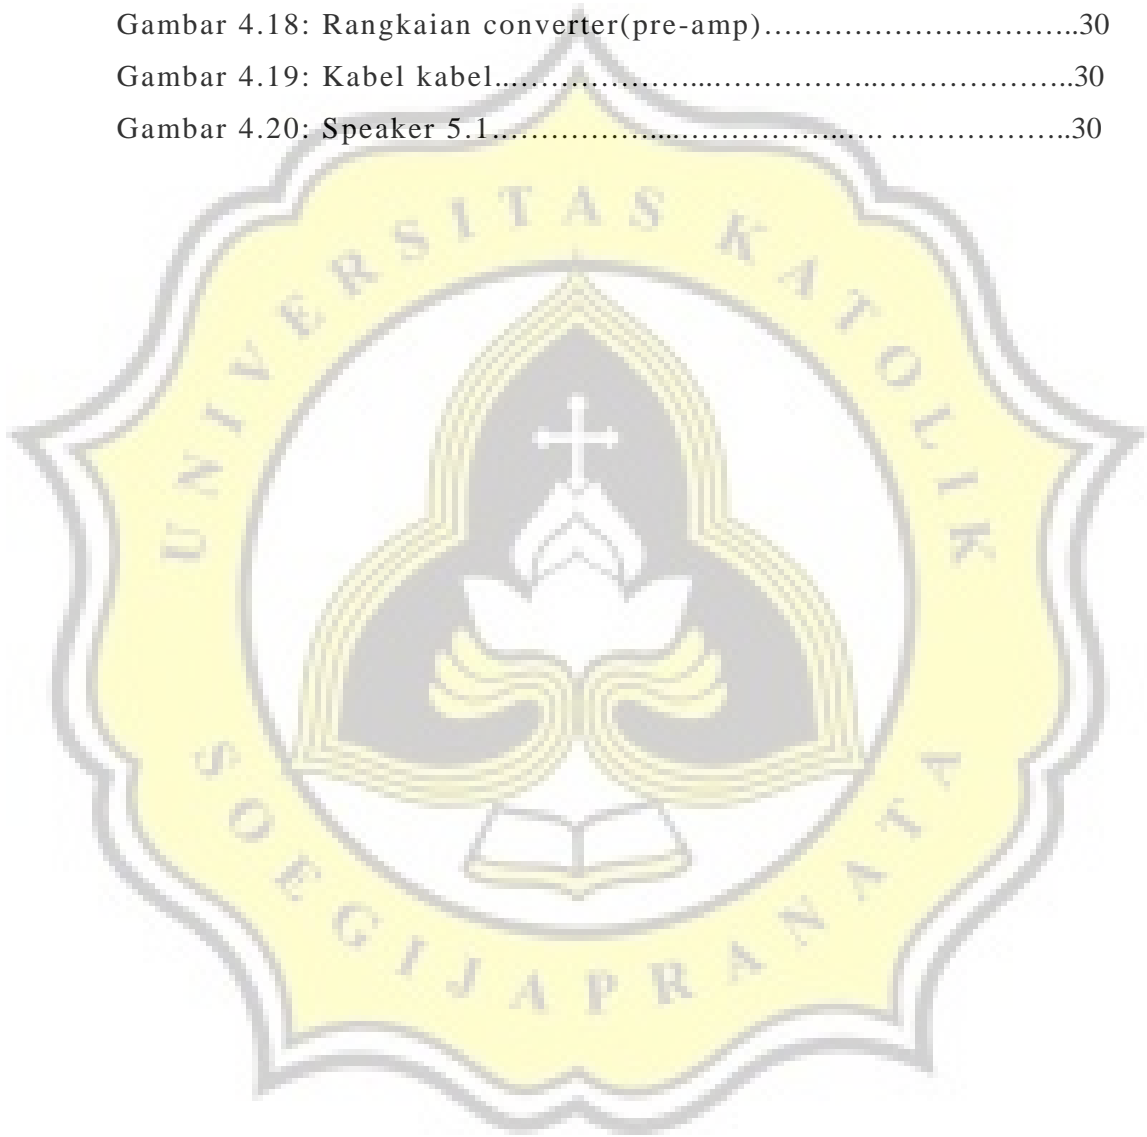 Gambar 4.18: Rangkaian converter(pre-amp)…………………………..30
Gambar 4.19: Kabel kabel..………………...……………..………………..30
Gambar 4.20: Speaker 5.1..…………....……………...…. ..……………..30
UNIVERSITAS KATOLIK
SOEGIJAPRANATA